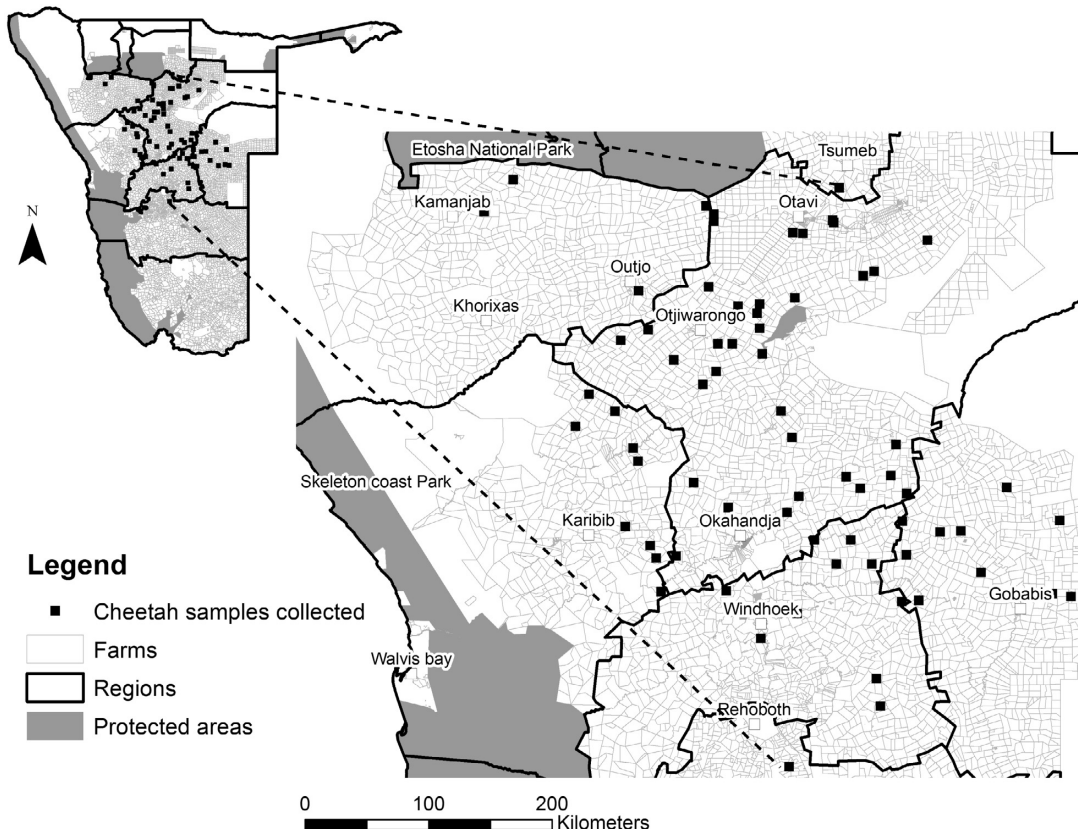 N
Etosha National Park
Tsumeb
Kamanjab
Otavi
Outjo
Khorixas
Otjiwarongo
Skeleton coast Park
Karibib
Okahandja
Legend
Cheetah samples collected
Farms
Regions
Protected areas
Gobabis
Windhoek
Walvis bay
Rehoboth
0 100 200
Kilometers